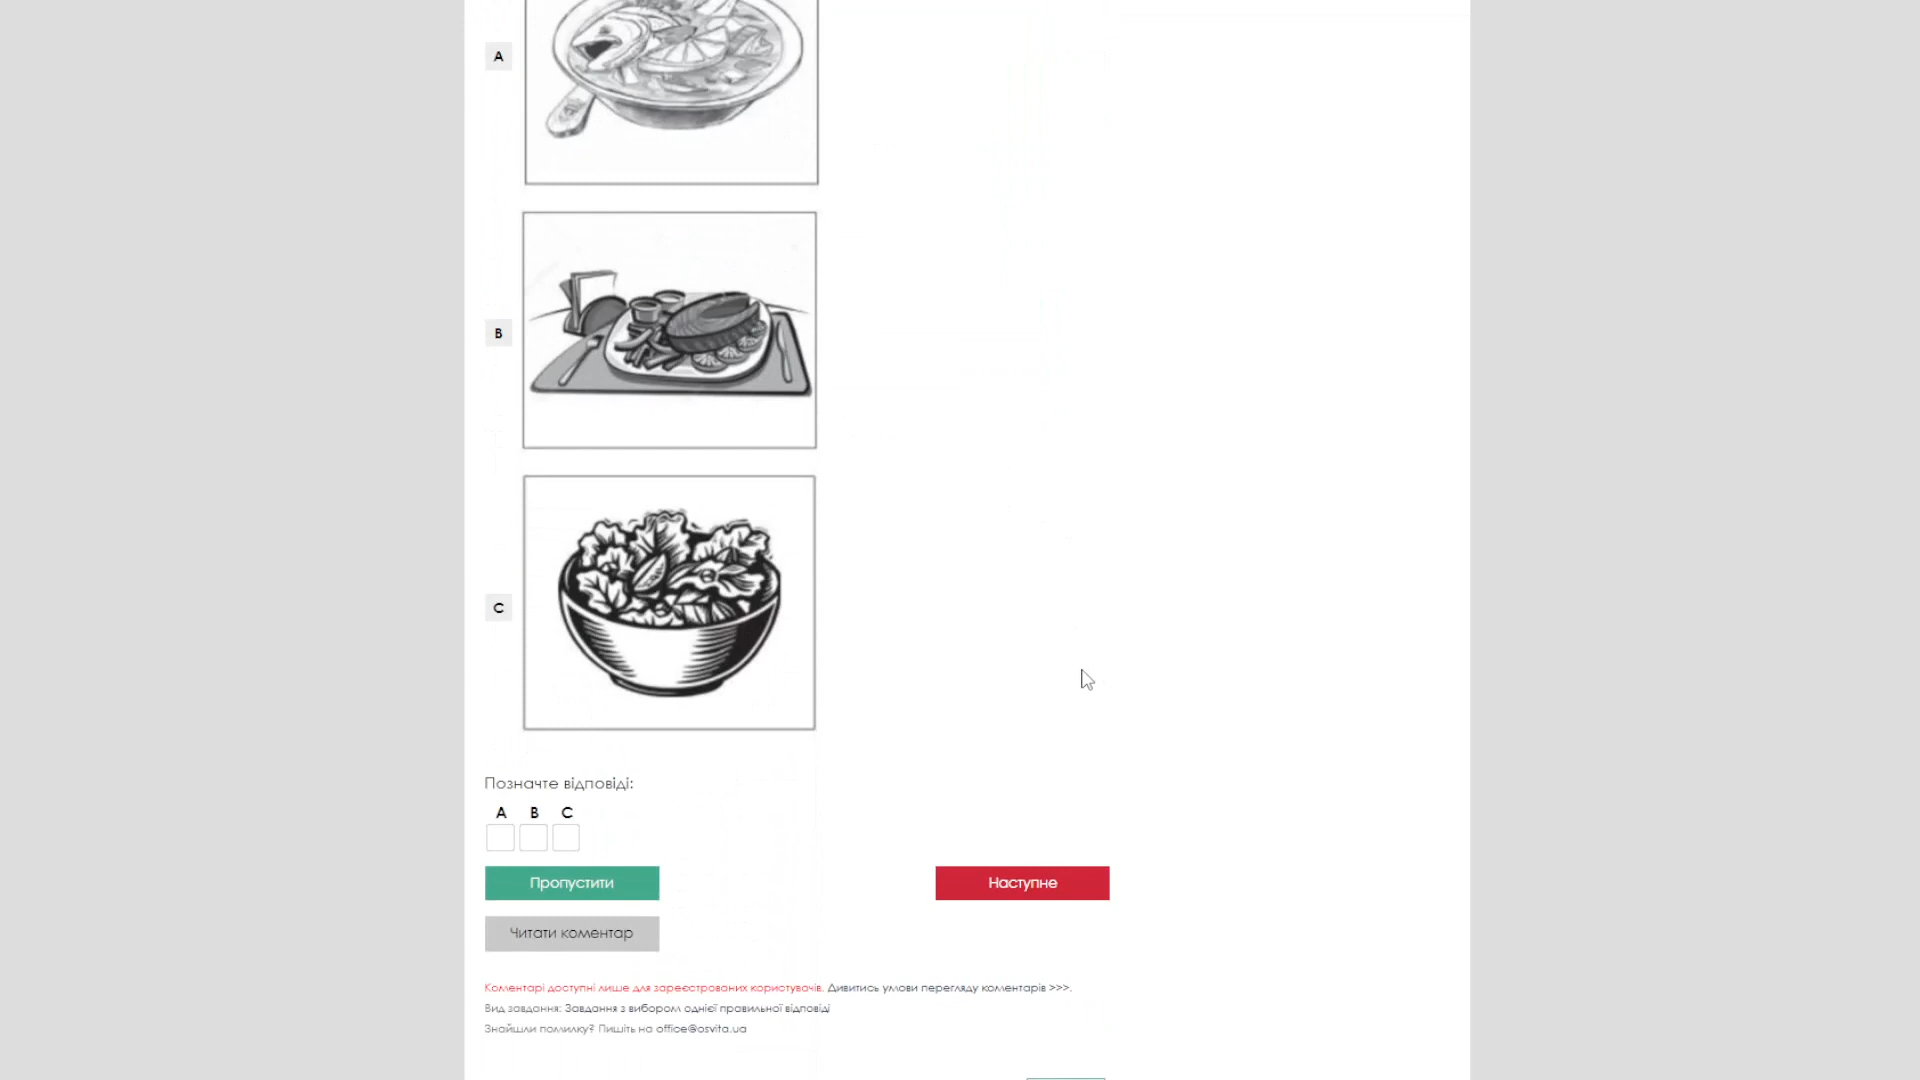 A
B
C
Позначте відповіді:
A B C
Пропустити
Наступне
Читати коментар
Коментарі доступні лише для зареєстрованих користувачів. Дивитись умови перегляду коментарів >>>.
Вид завдання: Завдання з вибором однієї правильної відповіді
Знайшли помилку? Пишіть на office@osvita.ua